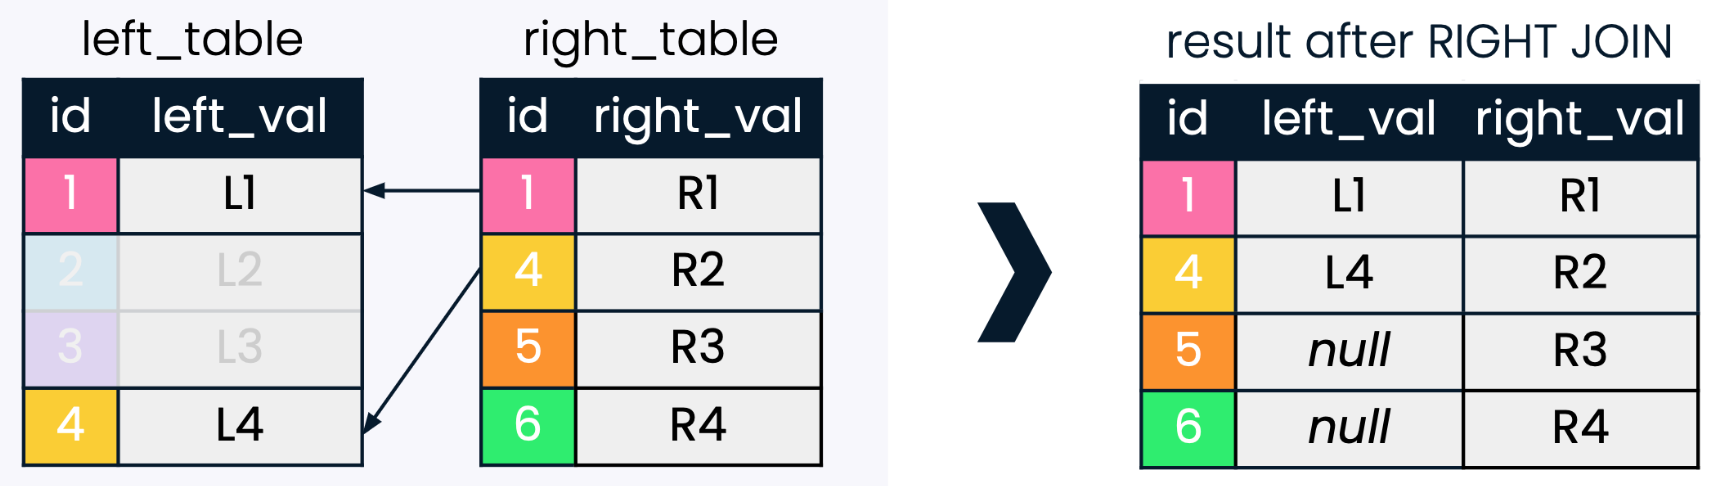 left_table
id left_val
1 L1
2 L2
3 L3
4 L4
right_table
id right_val
1 R1
4 R2
5 R3
6 R4
result after RIGHT JOIN
id left_val right_val
1 L1 R1
4 L4 R2
5 null R3
6 null R4